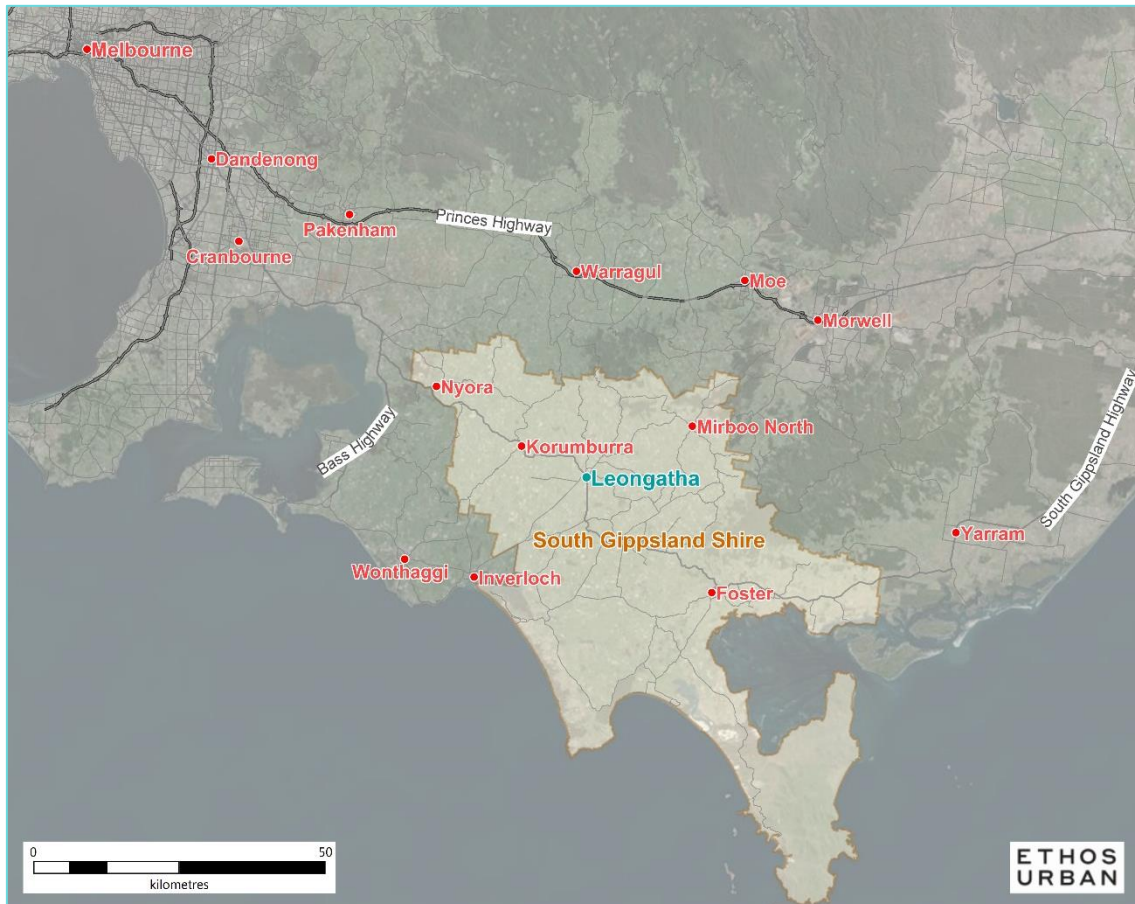 Melbourne
Dandenong
Pakenham
Princes Highway
Cranbourne
Warragul
Moe
Morwell
Nyora
Mirboo North
Bass Highway
Korumburra
Leongatha
South Gippsland Highway
South Gippsland Shire
Yarram
Wonthaggi
Inverloch
Foster
0 50
kilometres
ETHOS
URBAN